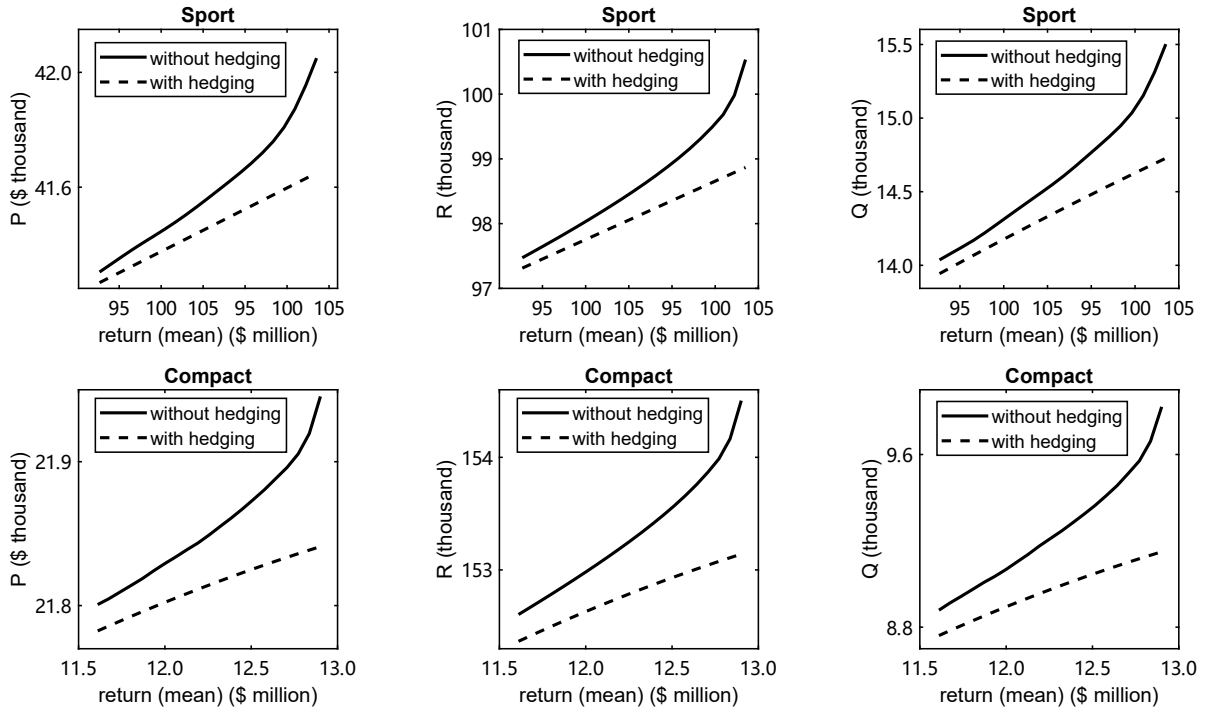 Sport
without hedging
with hedging
42.0
41.6
P ($ thousand)
95 100 105 95 100 105
return (mean) ($ million)
Sport
without hedging
with hedging
101
100
99
98
97
R (thousand)
95 100 105 95 100 105
return (mean) ($ million)
Sport
without hedging
with hedging
15.5
15.0
14.5
14.0
Q (thousand)
95 100 105 95 100 105
return (mean) ($ million)
Compact
without hedging
with hedging
21.9
21.8
P ($ thousand)
11.5 12.0 12.5 13.0
return (mean) ($ million)
Compact
without hedging
with hedging
154
153
R (thousand)
11.5 12.0 12.5 13.0
return (mean) ($ million)
Compact
without hedging
with hedging
9.6
8.8
Q (thousand)
11.5 12.0 12.5 13.0
return (mean) ($ million)